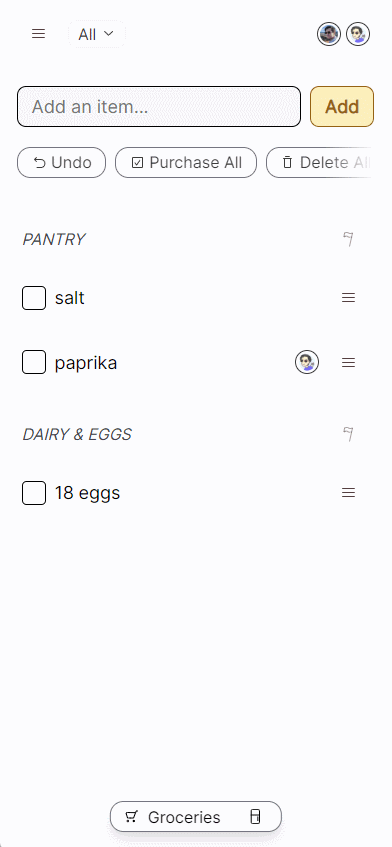 All
Add an item...
Add
Undo
Purchase All
Delete All
PANTRY
salt
paprika
DAIRY & EGGS
18 eggs
Groceries